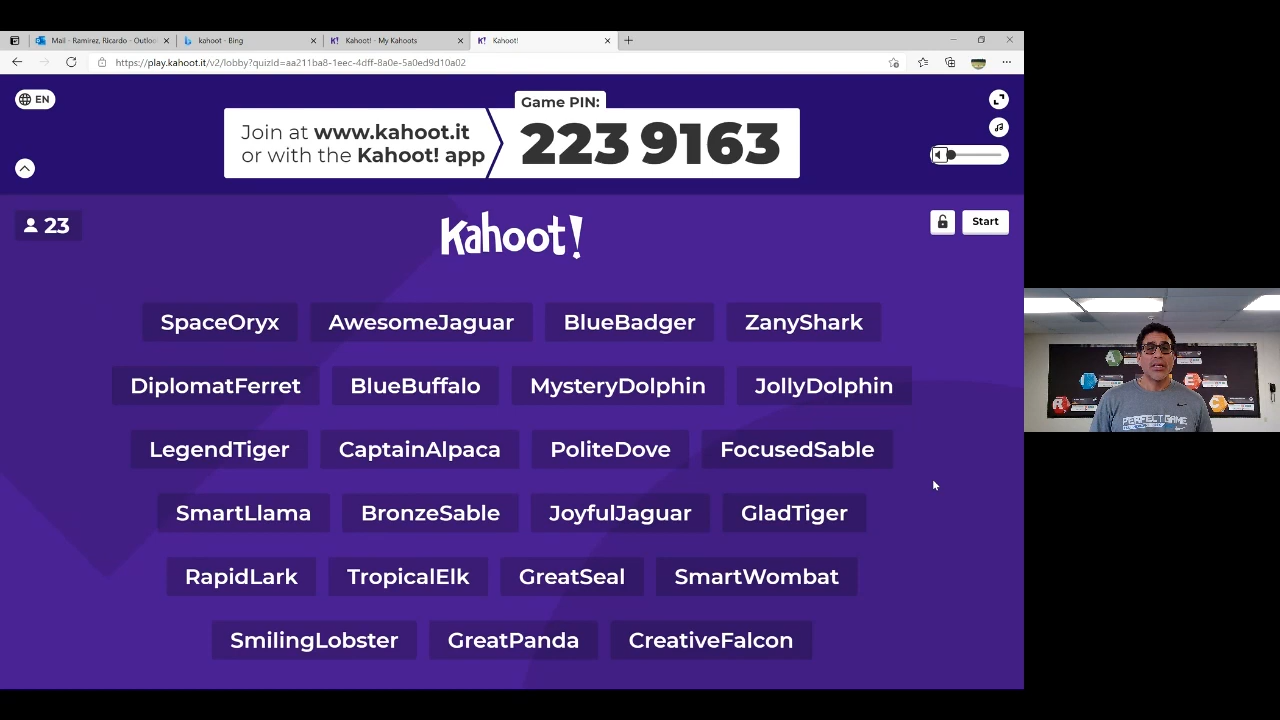 Mail - Ramirez, Ricardo - Outloo
kahoot - Bing
Kahoot! - My Kahoots
Kahoot!
https://play.kahoot.it/v2/lobby?quizId=aa211ba8-1eec-4dff-8a0e-5a0ed9d10a02
EN
Game PIN:
Join at www.kahoot.it
or with the Kahoot! app
223 9163
23
Kahoot!
Start
SpaceOryx AwesomeJaguar BlueBadger ZanyShark
DiplomatFerret BlueBuffalo MysteryDolphin JollyDolphin
LegendTiger CaptainAlpaca PoliteDove FocusedSable
SmartLlama BronzeSable JoyfulJaguar GladTiger
RapidLark TropicalElk GreatSeal SmartWombat
SmilingLobster GreatPanda CreativeFalcon
A
E
R
C
PERFECT GAME